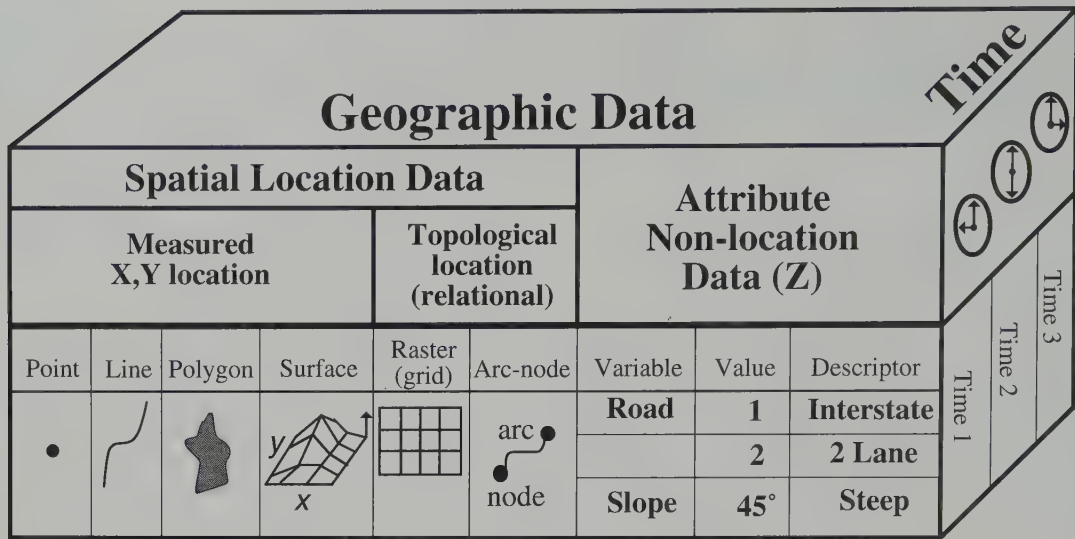 Geographic Data
Time
Spatial Location Data
Attribute
Non-location
Data (Z)
Measured
X,Y location
Topological
location
(relational)
Point
Line
Polygon
Surface
Raster
(grid)
Arc-node
Variable
Value
Descriptor
Road
1
Interstate
2
2 Lane
Slope
45°
Steep
y
x
arc
node
Time 1
Time 2
Time 3